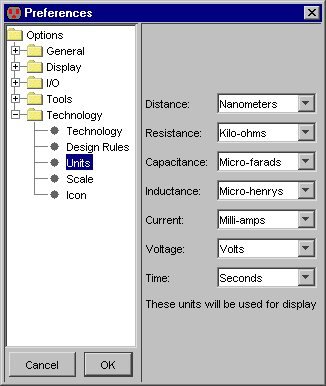 Preferences
Options
General
Display
I/O
Tools
Technology
Technology
Design Rules
Units
Scale
Icon
Distance: Nanometers
Resistance: Kilo-ohms
Capacitance: Micro-farads
Inductance: Micro-henrys
Current: Milli-amps
Voltage: Volts
Time: Seconds
These units will be used for display
Cancel OK